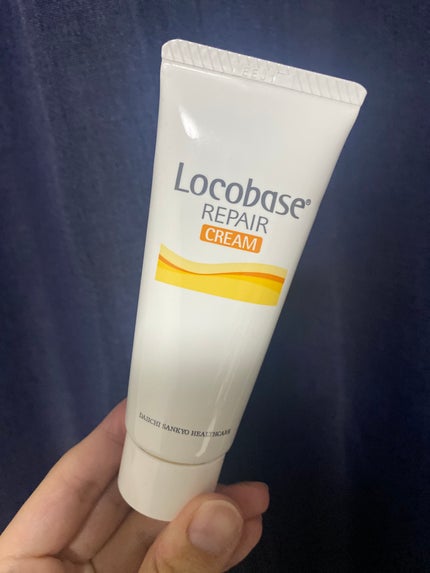 Locobase®
REPAIR
CREAM
DAIICHI SANKYO HEALTHCARE